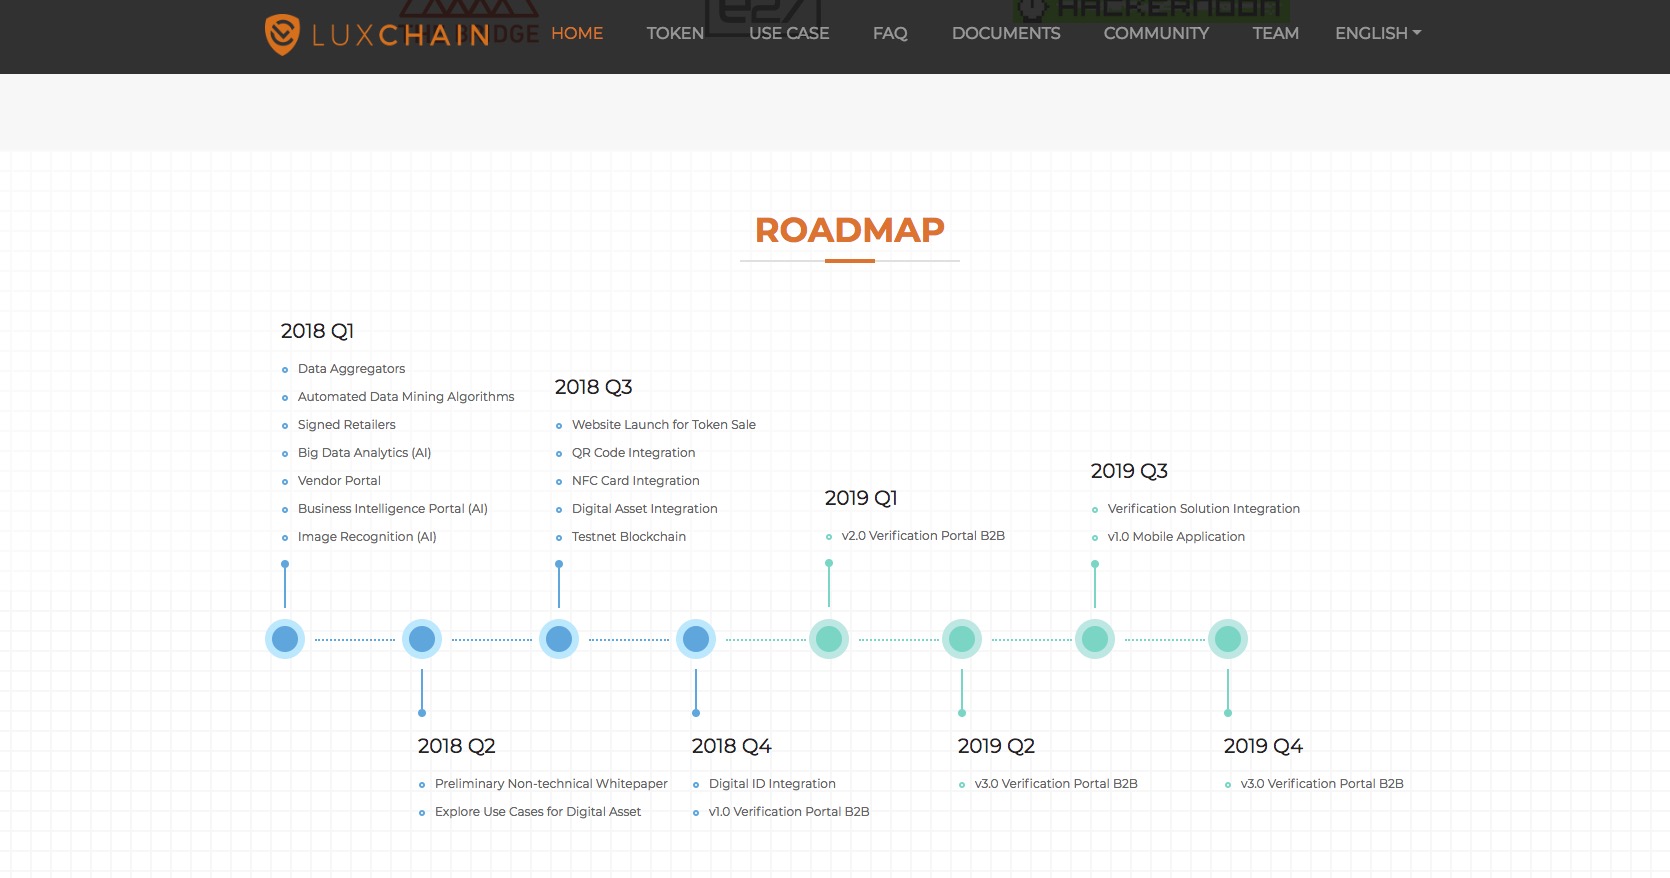 THE BRIDGE
e27
HACKERNOON
LUXCHAIN
HOME
TOKEN
USE CASE
FAQ
DOCUMENTS
COMMUNITY
TEAM
ENGLISH
ROADMAP
2018 Q1
Data Aggregators
Automated Data Mining Algorithms
Signed Retailers
Big Data Analytics (AI)
Vendor Portal
Business Intelligence Portal (AI)
Image Recognition (AI)
2018 Q2
Preliminary Non-technical Whitepaper
Explore Use Cases for Digital Asset
2018 Q3
Website Launch for Token Sale
QR Code Integration
NFC Card Integration
Digital Asset Integration
Testnet Blockchain
2018 Q4
Digital ID Integration
v1.0 Verification Portal B2B
2019 Q1
v2.0 Verification Portal B2B
2019 Q2
v3.0 Verification Portal B2B
2019 Q3
Verification Solution Integration
v1.0 Mobile Application
2019 Q4
v3.0 Verification Portal B2B